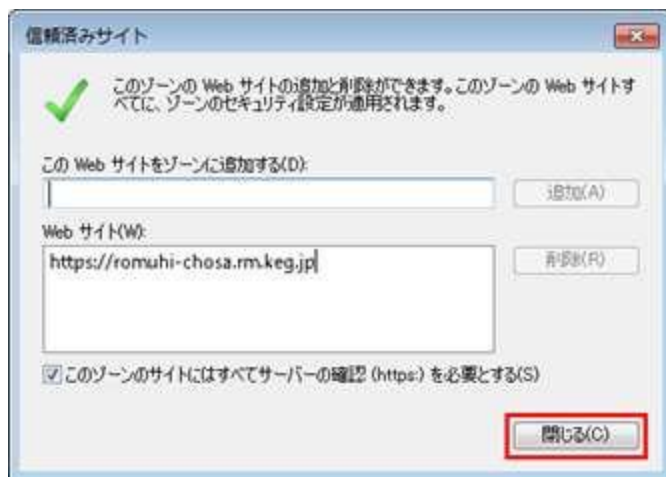 信頼済みサイト
このゾーンの Web サイトの追加と削除ができます。このゾーンの Web サイトす
べてに、ゾーンのセキュリティ設定が適用されます。
この Web サイトをゾーンに追加する(D):
追加(A)
Web サイト(W):
https://romuhi-chosa.rm.keg.jp
削除(R)
このゾーンのサイトにはすべてサーバーの確認 (https:) を必要とする(S)
閉じる(C)